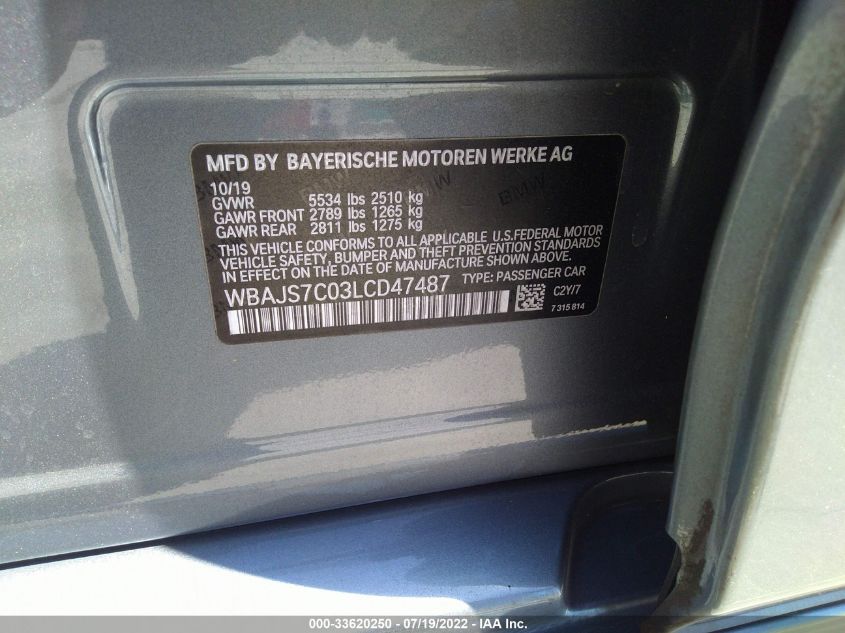 MFD BY BAYERISCHE MOTOREN WERKE AG
10/19
GVWR 5534 lbs 2510 kg
GAWR FRONT 2789 lbs 1265 kg
GAWR REAR 2811 lbs 1275 kg
THIS VEHICLE CONFORMS TO ALL APPLICABLE U.S.FEDERAL MOTOR
VEHICLE SAFETY, BUMPER AND THEFT PREVENTION STANDARDS
IN EFFECT ON THE DATE OF MANUFACTURE SHOWN ABOVE.
WBAJS7C03LCD47487 TYPE: PASSENGER CAR
C2Y/7
7 315 814
000-33620250 - 07/19/2022 - IAA Inc.